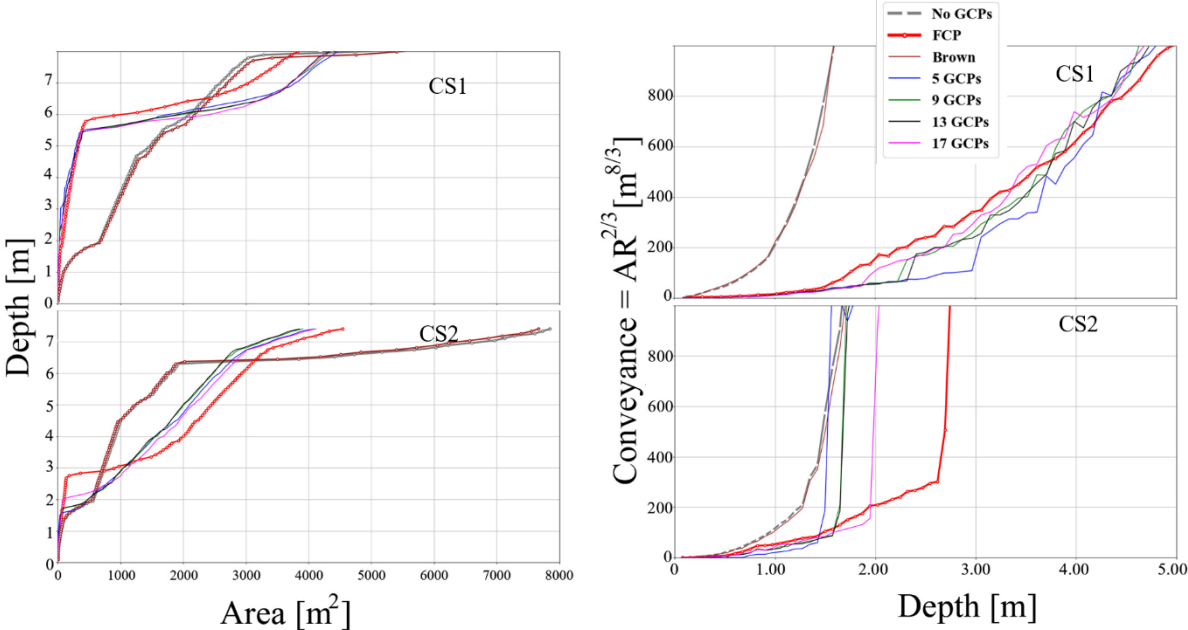 Depth [m]
7
6
5
4
3
2
1
0
CS1
7
6
5
4
3
2
1
0
CS2
0 1000 2000 3000 4000 5000 6000 7000 8000
Area [m²]
No GCPs
FCP
Brown
5 GCPs
9 GCPs
13 GCPs
17 GCPs
CS1
Conveyance = AR^2/3 [m^8/3]
800
600
400
200
0
CS2
800
600
400
200
0
0 1.00 2.00 3.00 4.00 5.00
Depth [m]